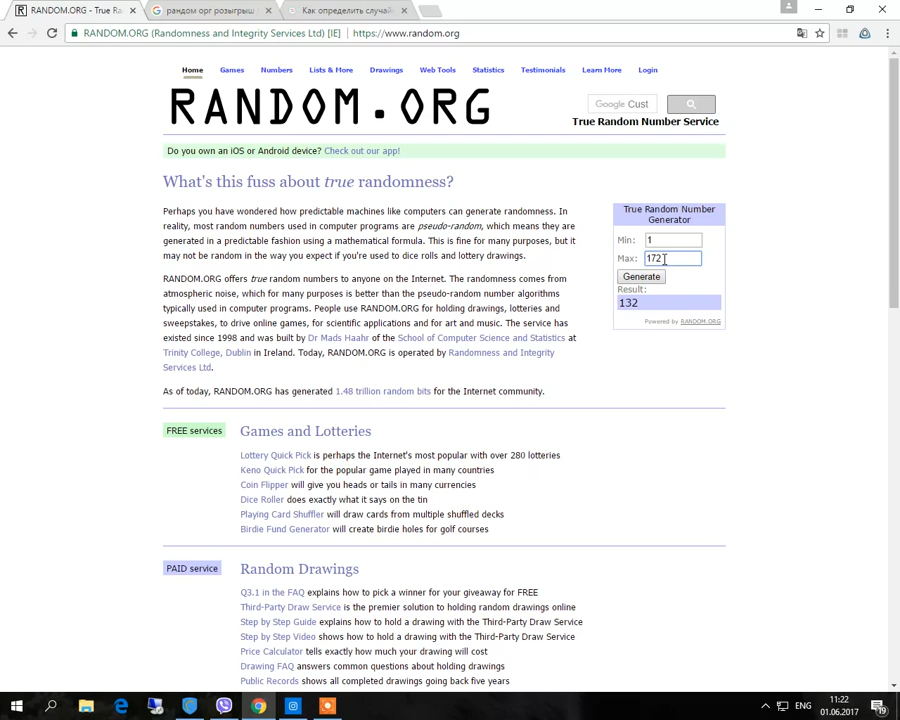 RANDOM.ORG - True Ra
рандом орг розыгрыш
Как определить случай
RANDOM.ORG (Randomness and Integrity Services Ltd) [IE] https://www.random.org
Home Games Numbers Lists & More Drawings Web Tools Statistics Testimonials Learn More Login
RANDOM.ORG
Google Cust
True Random Number Service
Do you own an iOS or Android device? Check out our app!
What's this fuss about true randomness?
Perhaps you have wondered how predictable machines like computers can generate randomness. In
reality, most random numbers used in computer programs are pseudo-random, which means they are
generated in a predictable fashion using a mathematical formula. This is fine for many purposes, but it
may not be random in the way you expect if you're used to dice rolls and lottery drawings.
RANDOM.ORG offers true random numbers to anyone on the Internet. The randomness comes from
atmospheric noise, which for many purposes is better than the pseudo-random number algorithms
typically used in computer programs. People use RANDOM.ORG for holding drawings, lotteries and
sweepstakes, to drive online games, for scientific applications and for art and music. The service has
existed since 1998 and was built by Dr Mads Haahr of the School of Computer Science and Statistics at
Trinity College, Dublin in Ireland. Today, RANDOM.ORG is operated by Randomness and Integrity
Services Ltd.
As of today, RANDOM.ORG has generated 1.48 trillion random bits for the Internet community.
True Random Number
Generator
Min: 1
Max: 172
Generate
Result:
132
Powered by RANDOM.ORG
FREE services
Games and Lotteries
Lottery Quick Pick is perhaps the Internet's most popular with over 280 lotteries
Keno Quick Pick for the popular game played in many countries
Coin Flipper will give you heads or tails in many currencies
Dice Roller does exactly what it says on the tin
Playing Card Shuffler will draw cards from multiple shuffled decks
Birdie Fund Generator will create birdie holes for golf courses
PAID service
Random Drawings
Q3.1 in the FAQ explains how to pick a winner for your giveaway for FREE
Third-Party Draw Service is the premier solution to holding random drawings online
Step by Step Guide explains how to hold a drawing with the Third-Party Draw Service
Step by Step Video shows how to hold a drawing with the Third-Party Draw Service
Price Calculator tells exactly how much your drawing will cost
Drawing FAQ answers common questions about holding drawings
Public Records shows all completed drawings going back five years
ENG
11:22
01.06.2017
19